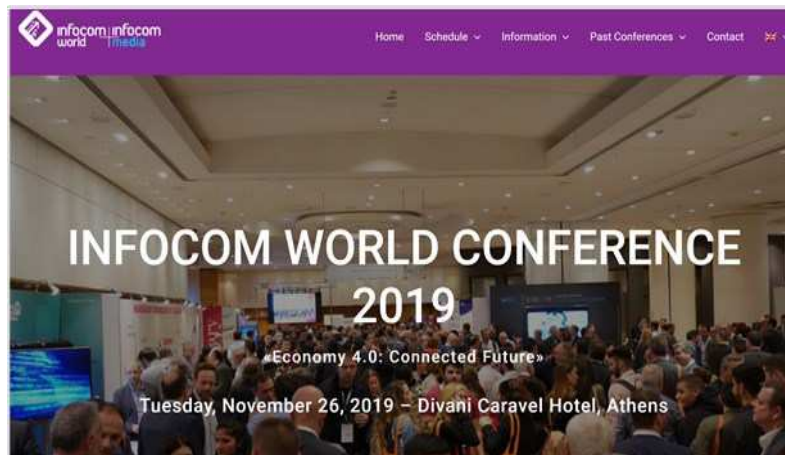 infocom infocom
world media
Home Schedule Information Past Conferences Contact
INFOCOM WORLD CONFERENCE
2019
«Economy 4.0: Connected Future»
Tuesday, November 26, 2019 – Divani Caravel Hotel, Athens